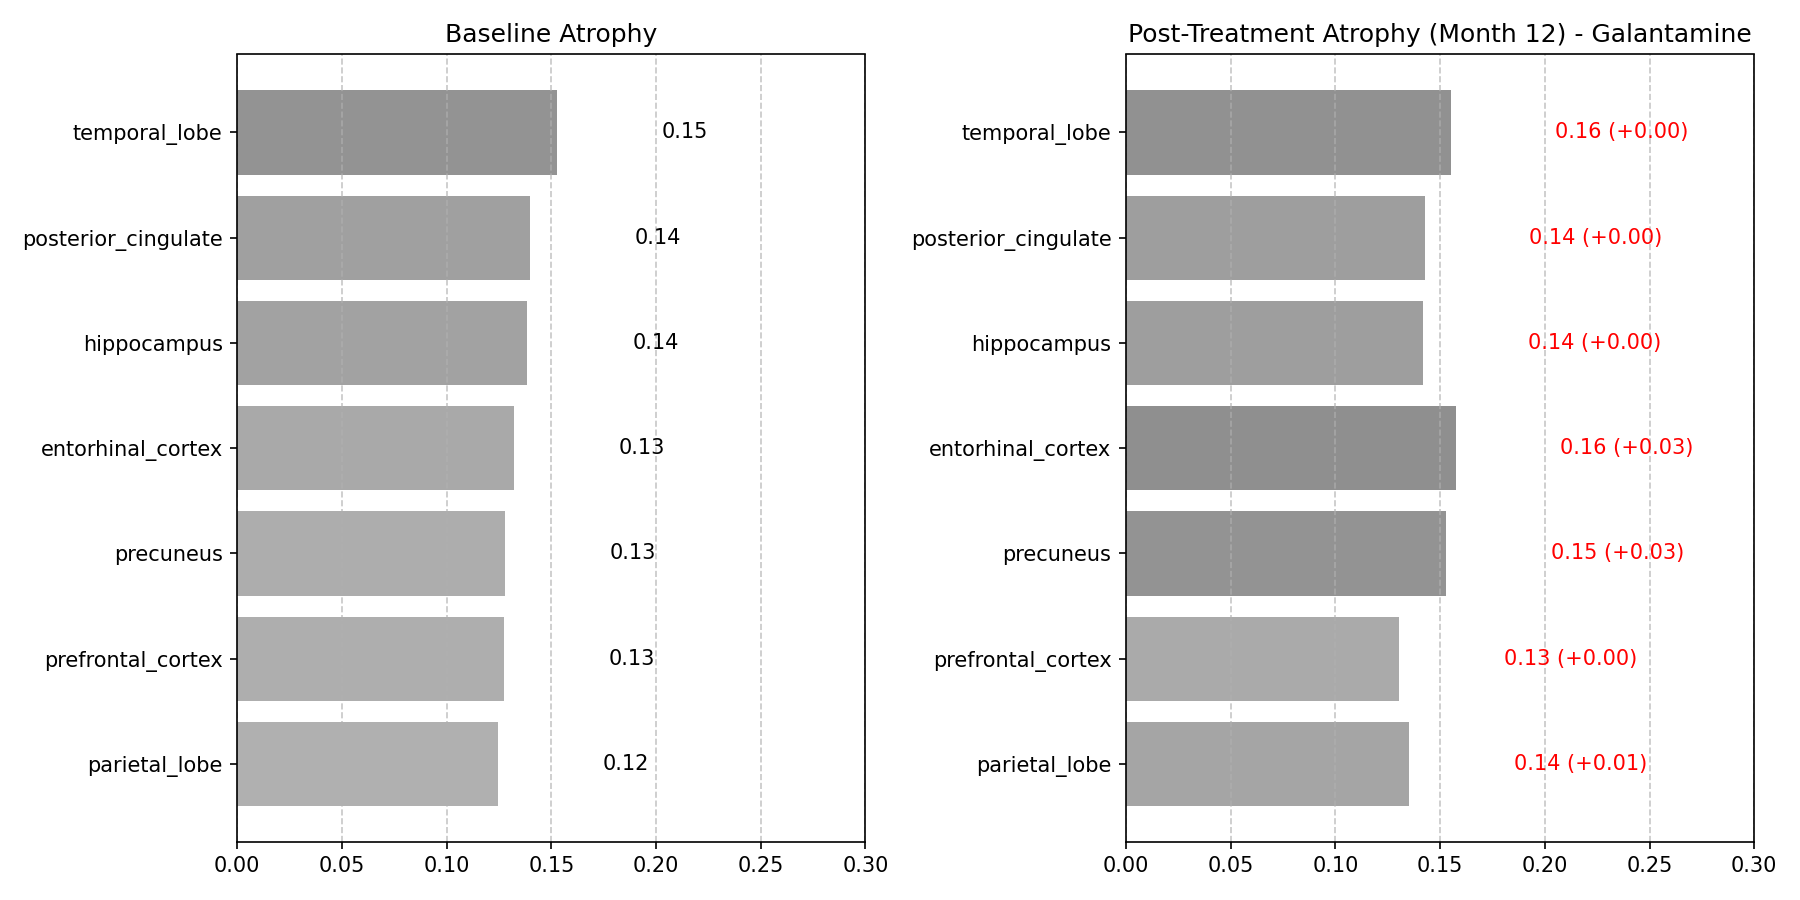 Baseline Atrophy
temporal_lobe 0.15
posterior_cingulate 0.14
hippocampus 0.14
entorhinal_cortex 0.13
precuneus 0.13
prefrontal_cortex 0.13
parietal_lobe 0.12
0.00 0.05 0.10 0.15 0.20 0.25 0.30
Post-Treatment Atrophy (Month 12) - Galantamine
temporal_lobe 0.16 (+0.00)
posterior_cingulate 0.14 (+0.00)
hippocampus 0.14 (+0.00)
entorhinal_cortex 0.16 (+0.03)
precuneus 0.15 (+0.03)
prefrontal_cortex 0.13 (+0.00)
parietal_lobe 0.14 (+0.01)
0.00 0.05 0.10 0.15 0.20 0.25 0.30